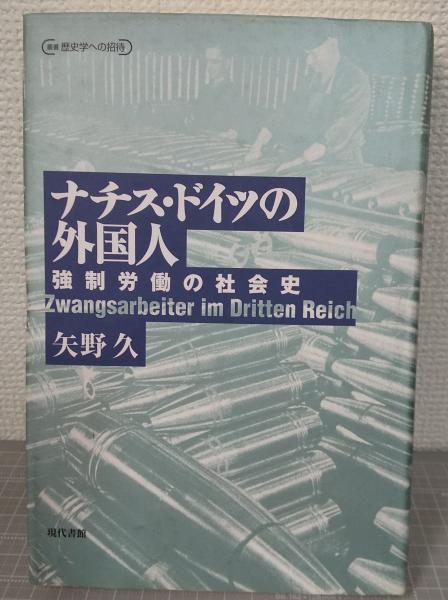 叢書 歴史学への招待
ナチス・ドイツの
外国人
強制労働の社会史
Zwangsarbeiter im Dritten Reich
矢野 久
現代書館